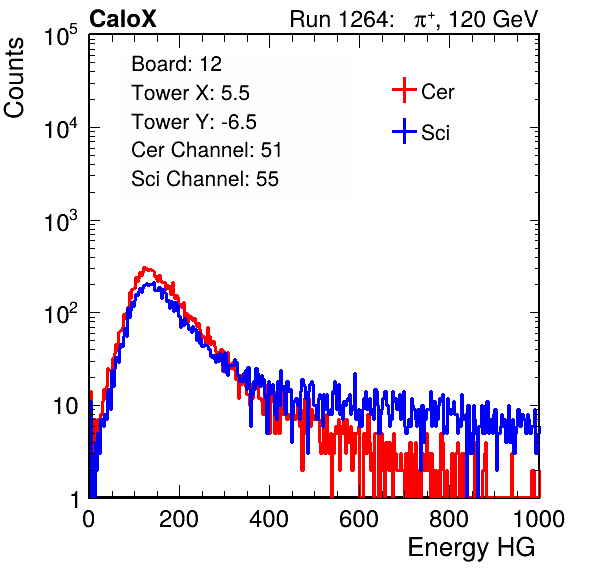 CaloX Run 1264: π⁺, 120 GeV
Counts
10⁵
10⁴
10³
10²
10
1
Board: 12
Tower X: 5.5
Tower Y: -6.5
Cer Channel: 51
Sci Channel: 55
Cer
Sci
0 200 400 600 800 1000
Energy HG